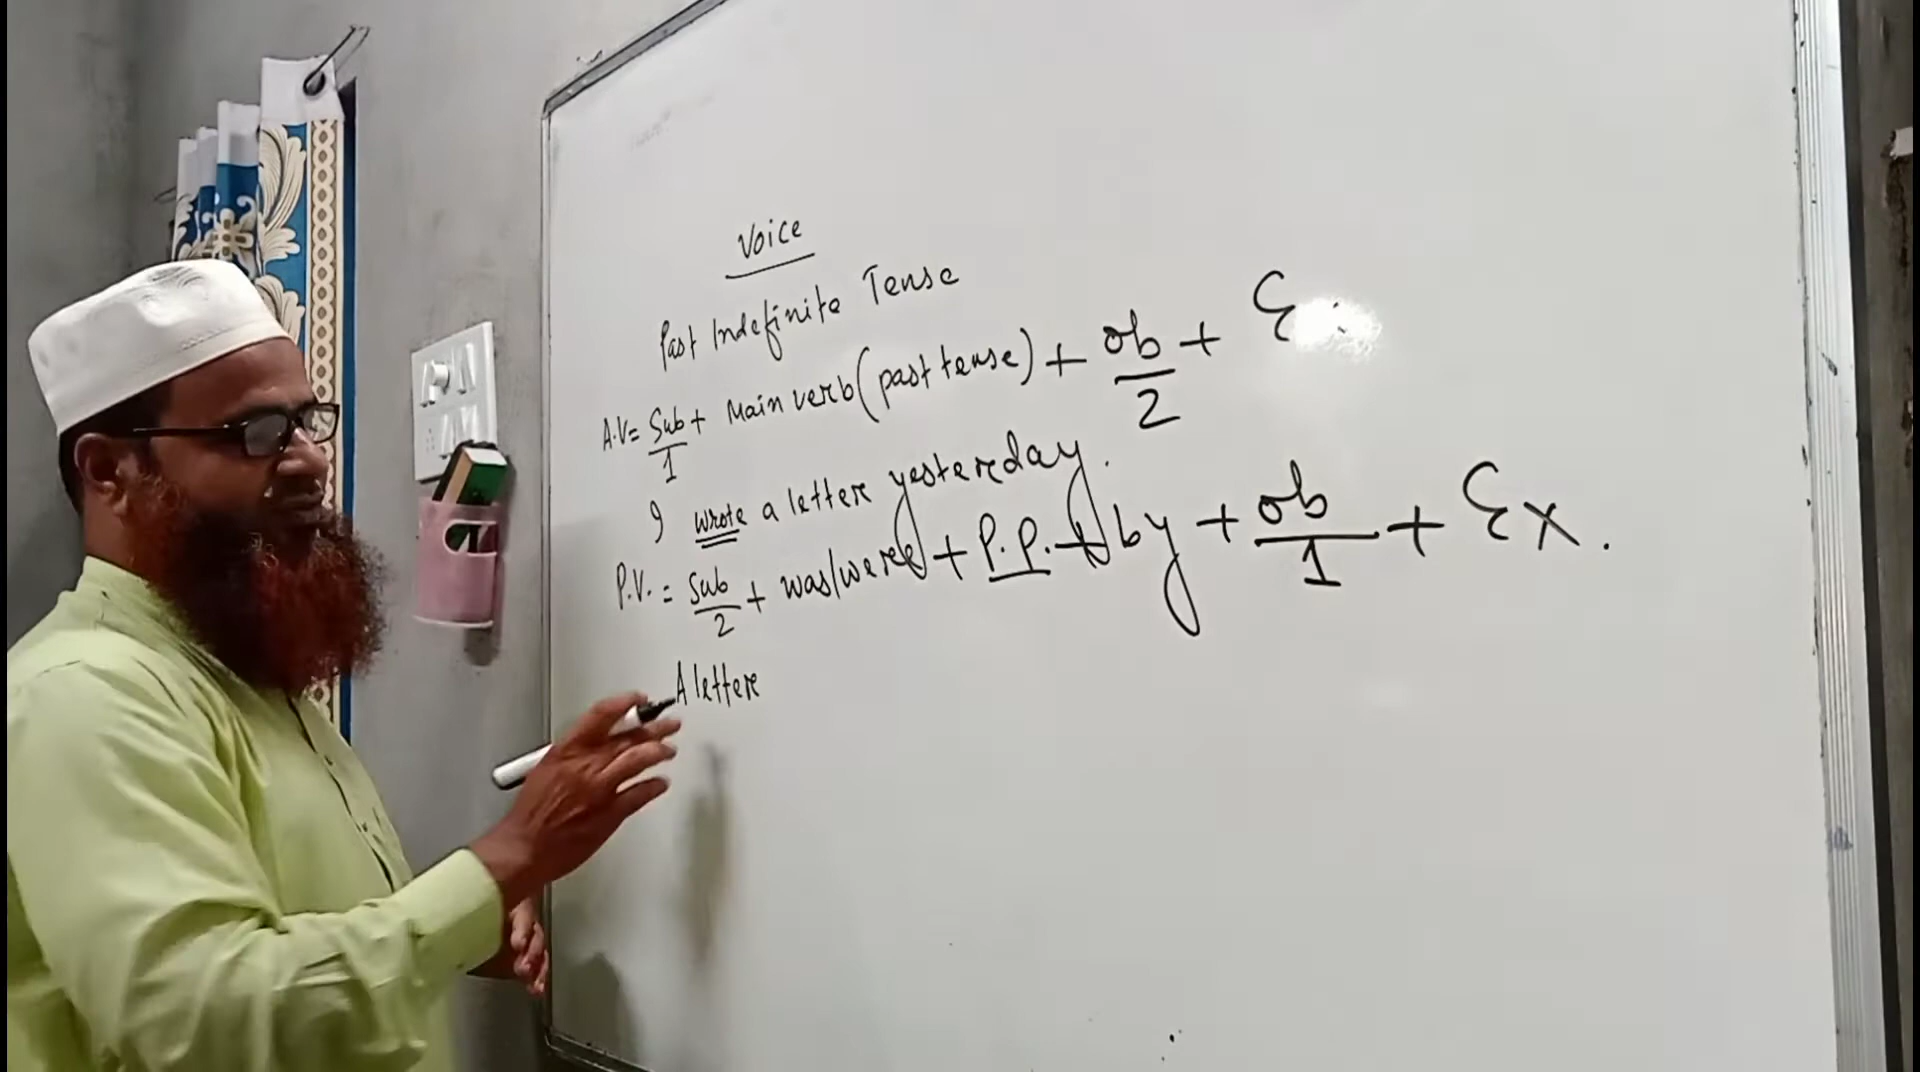 Voice
Past Indefinite Tense
A.V= Sub/1 + Main verb (past tense) + ob/2 + E
I wrote a letter yesterday.
P.V. = Sub/2 + was/were + P.P. + by + ob/1 + Ex.
A letter